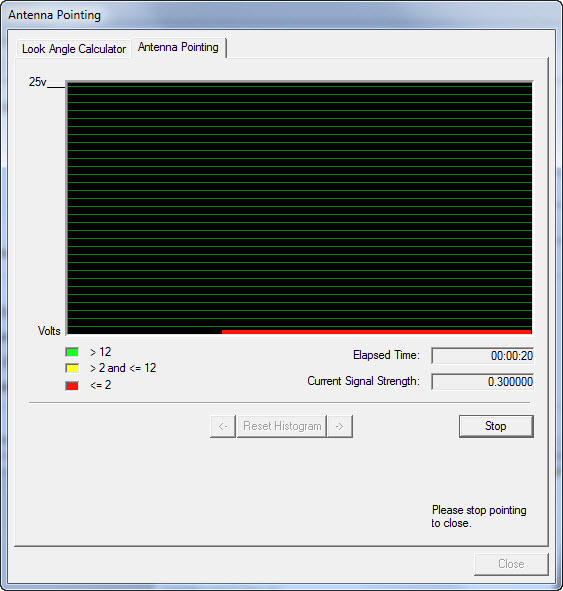 Antenna Pointing
Look Angle Calculator
Antenna Pointing
25v
Volts
> 12
> 2 and <= 12
<= 2
Elapsed Time:
00:00:20
Current Signal Strength:
0.300000
<-
Reset Histogram
->
Stop
Please stop pointing
to close.
Close